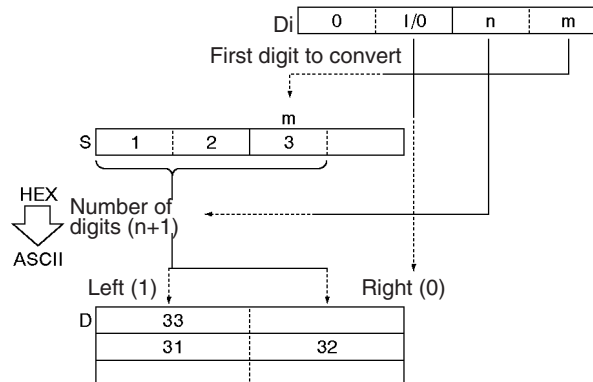 Di 0 1/0 n m
First digit to convert
m
S 1 2 3
HEX
Number of
digits (n+1)
ASCII
Left (1) Right (0)
D 33
31 32